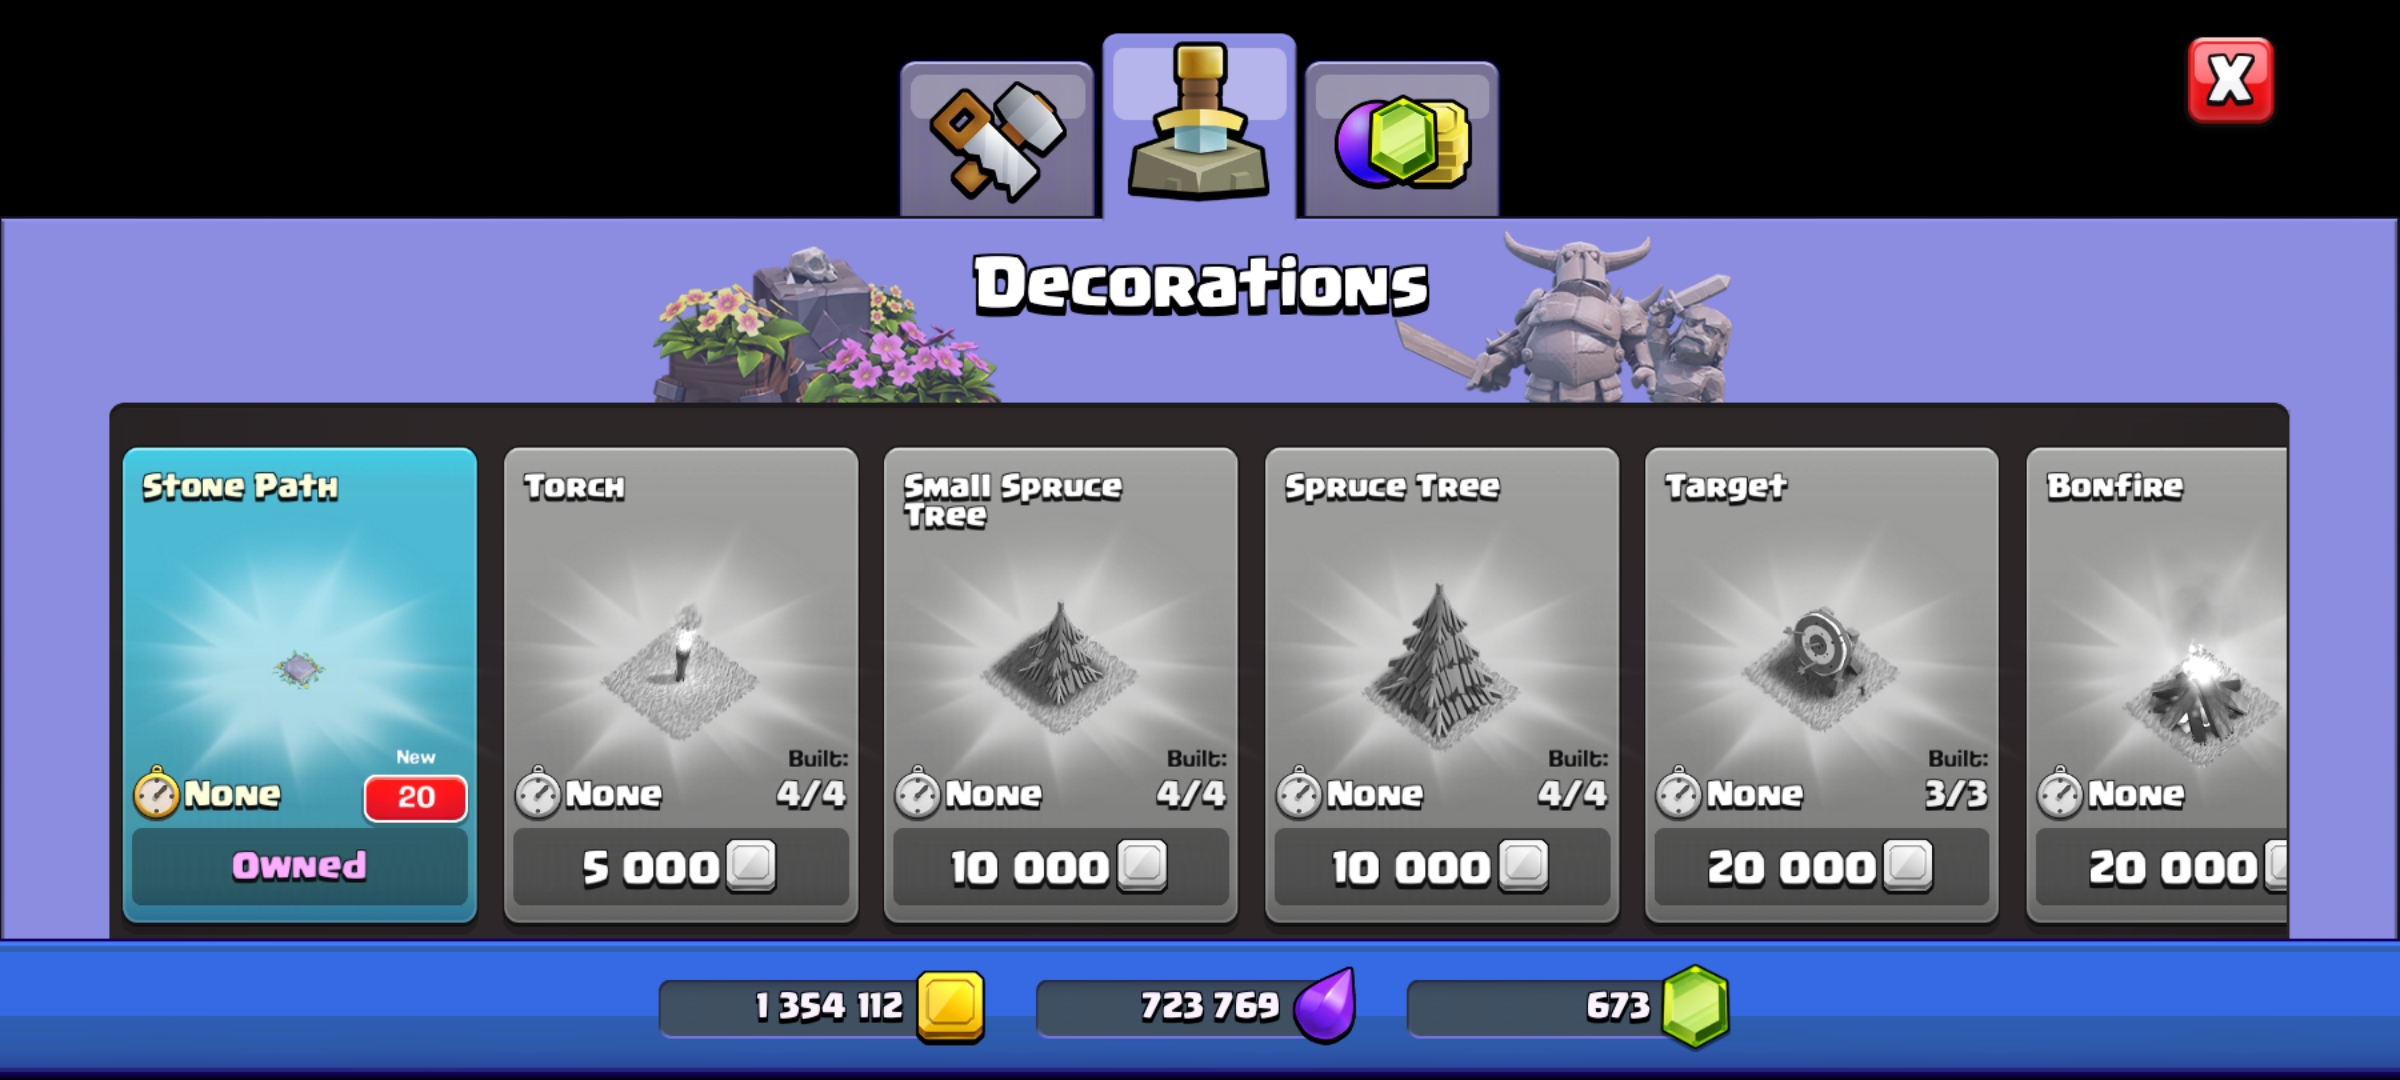 X
Decorations
Stone Path
New
None
20
Owned
Torch
Built:
None
4/4
5 000
Small Spruce
Tree
Built:
None
4/4
10 000
Spruce Tree
Built:
None
4/4
10 000
Target
Built:
None
3/3
20 000
Bonfire
None
20 000
1 354 112
723 769
673